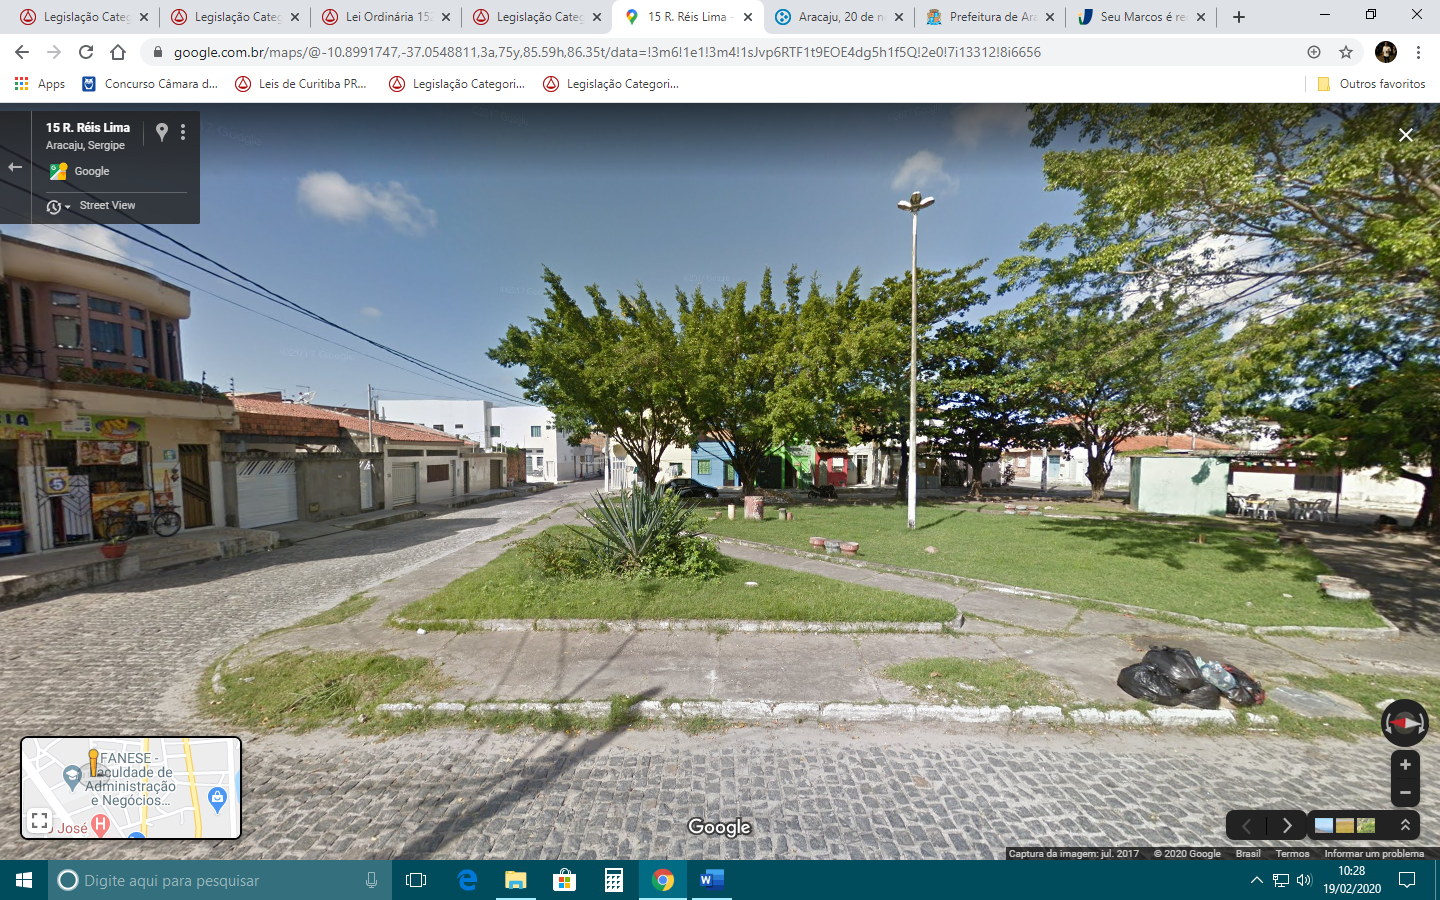 Legislação Categ
Legislação Categ
Lei Ordinária 15
Legislação Categ
15 R. Réis Lima -
Aracaju, 20 de n
Prefeitura de Ara
Seu Marcos é re
google.com.br/maps/@-10.8991747,-37.0548811,3a,75y,85.59h,86.35t/data=!3m6!1e1!3m4!1sJvp6RTF1t9EOE4dg5h1f5Q!2e0!7i13312!8i6656
Apps
Concurso Câmara d...
Leis de Curitiba PR...
Legislação Categori...
Legislação Categori...
Outros favoritos
15 R. Réis Lima
Aracaju, Sergipe
Google
Street View
5
FANESE -
Faculdade de
Administração
e Negócios...
José
H
Google
Captura da imagem: jul. 2017
© 2020 Google
Brasil
Termos
Informar um problema
Digite aqui para pesquisar
10:28
19/02/2020